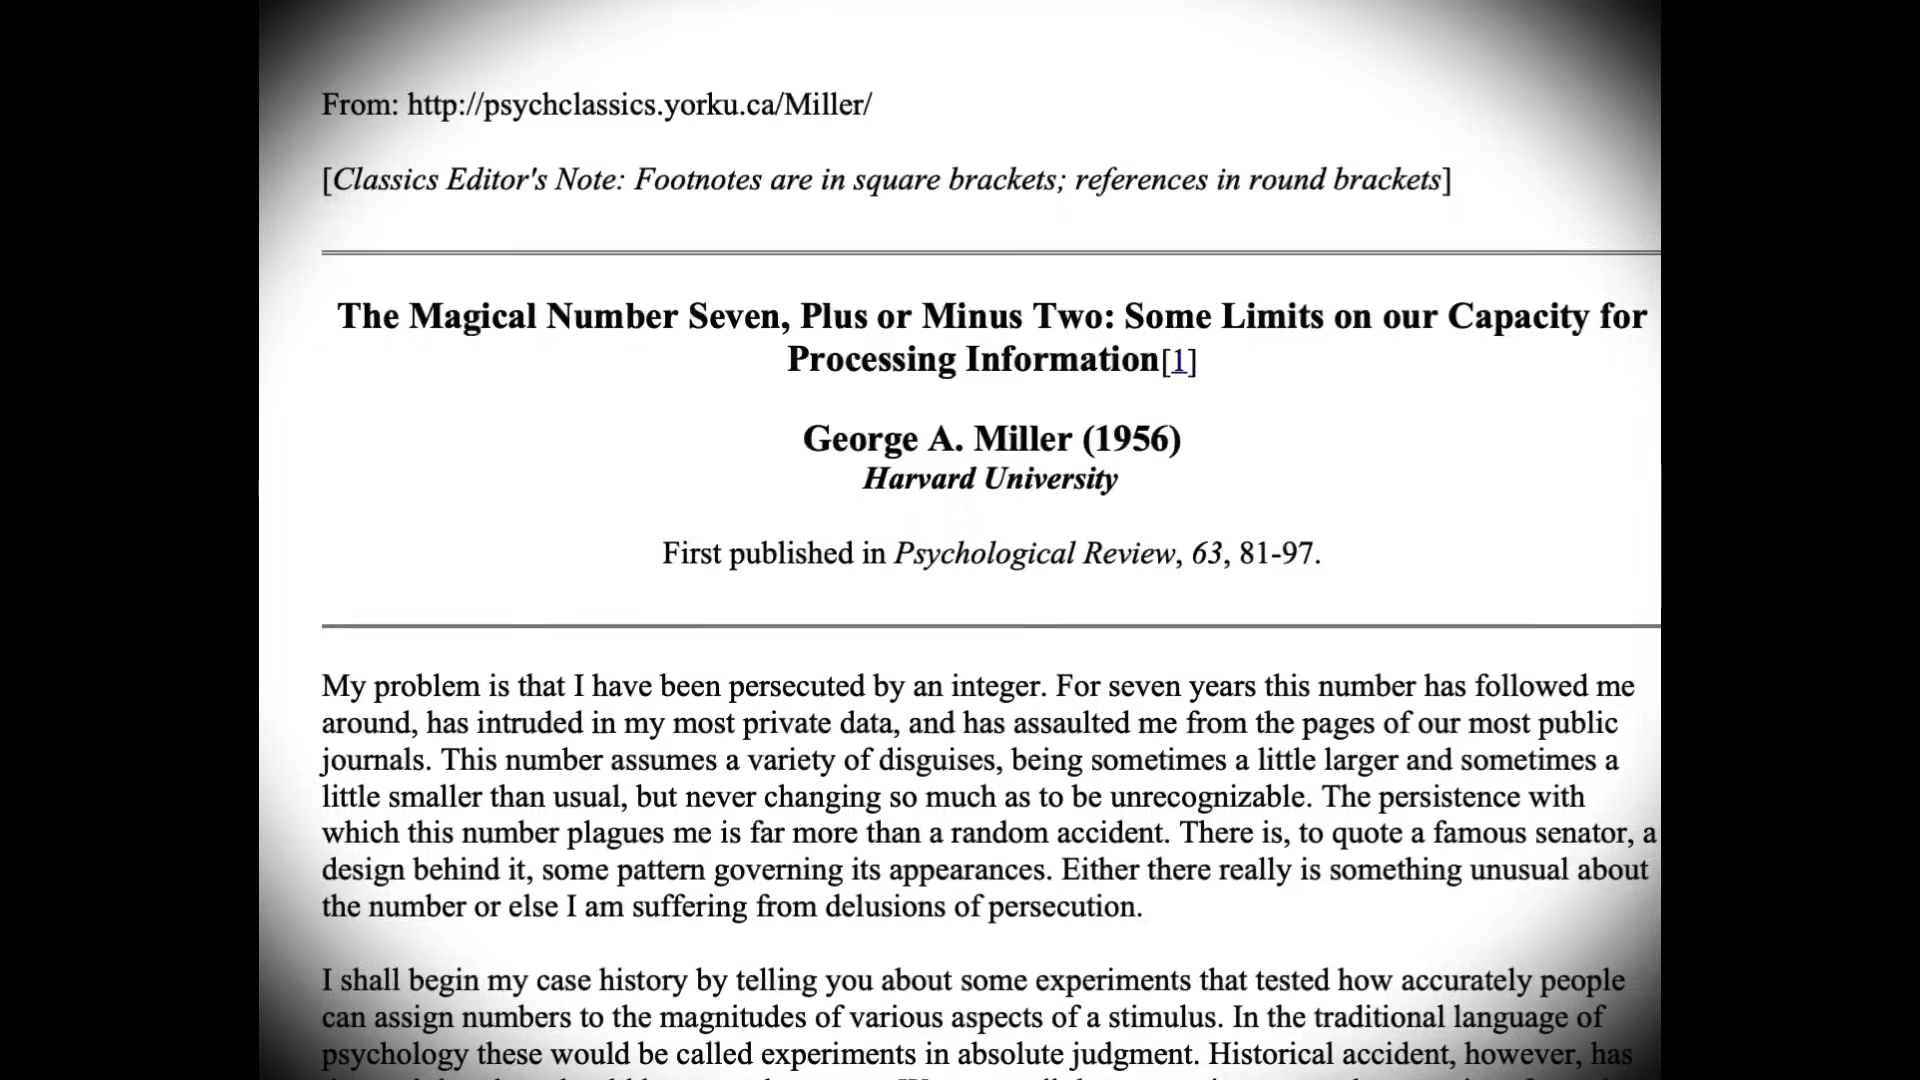 From: http://psychclassics.yorku.ca/Miller/
[Classics Editor's Note: Footnotes are in square brackets; references in round brackets]
The Magical Number Seven, Plus or Minus Two: Some Limits on our Capacity for
Processing Information[1]
George A. Miller (1956)
Harvard University
First published in Psychological Review, 63, 81-97.
My problem is that I have been persecuted by an integer. For seven years this number has followed me
around, has intruded in my most private data, and has assaulted me from the pages of our most public
journals. This number assumes a variety of disguises, being sometimes a little larger and sometimes a
little smaller than usual, but never changing so much as to be unrecognizable. The persistence with
which this number plagues me is far more than a random accident. There is, to quote a famous senator, a
design behind it, some pattern governing its appearances. Either there really is something unusual about
the number or else I am suffering from delusions of persecution.
I shall begin my case history by telling you about some experiments that tested how accurately people
can assign numbers to the magnitudes of various aspects of a stimulus. In the traditional language of
psychology these would be called experiments in absolute judgment. Historical accident, however, has